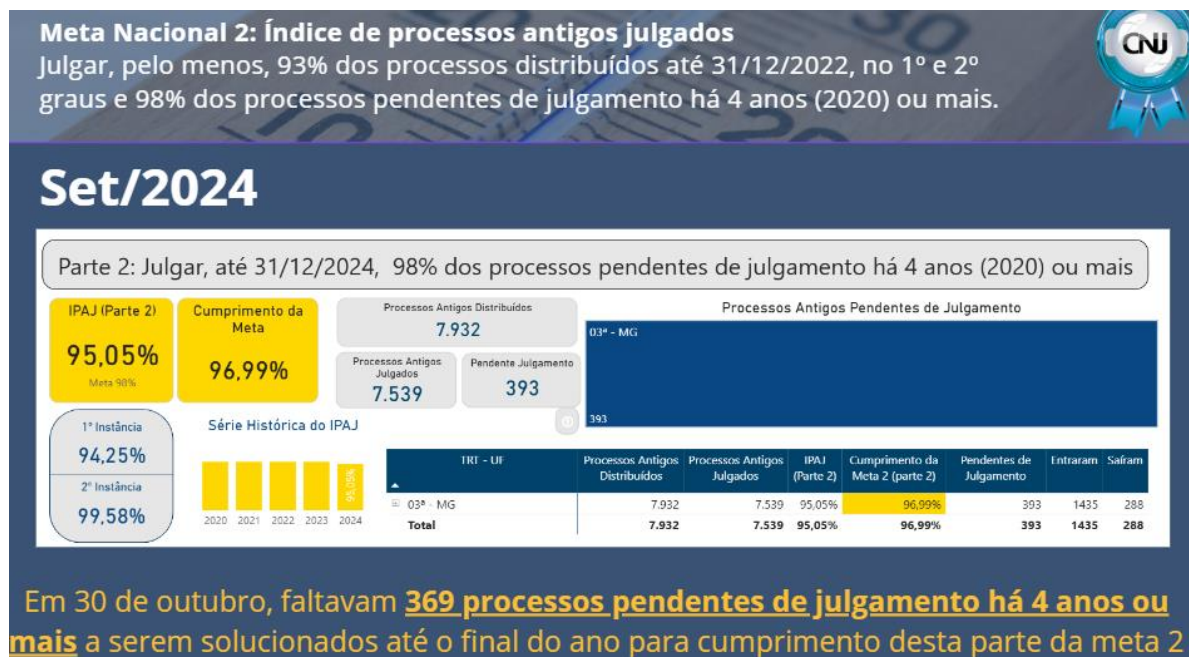 Meta Nacional 2: Índice de processos antigos julgados
Julgar, pelo menos, 93% dos processos distribuídos até 31/12/2022, no 1º e 2º
graus e 98% dos processos pendentes de julgamento há 4 anos (2020) ou mais.
CNJ
Set/2024
Parte 2: Julgar, até 31/12/2024, 98% dos processos pendentes de julgamento há 4 anos (2020) ou mais
IPAJ (Parte 2)
95,05%
Meta 98%
Cumprimento da
Meta
96,99%
Processos Antigos Distribuídos
7.932
Processos Antigos
Julgados
7.539
Pendente Julgamento
393
Processos Antigos Pendentes de Julgamento
03ª - MG
393
1ª Instância
94,25%
2ª Instância
99,58%
Série Histórica do IPAJ
95,05%
2020 2021 2022 2023 2024
TRT - UF Processos Antigos Distribuídos Processos Antigos Julgados IPAJ (Parte 2) Cumprimento da Meta 2 (parte 2) Pendentes de Julgamento Entraram Saíram
03ª - MG 7.932 7.539 95,05% 96,99% 393 1435 288
Total 7.932 7.539 95,05% 96,99% 393 1435 288
Em 30 de outubro, faltavam 369 processos pendentes de julgamento há 4 anos ou
mais a serem solucionados até o final do ano para cumprimento desta parte da meta 2